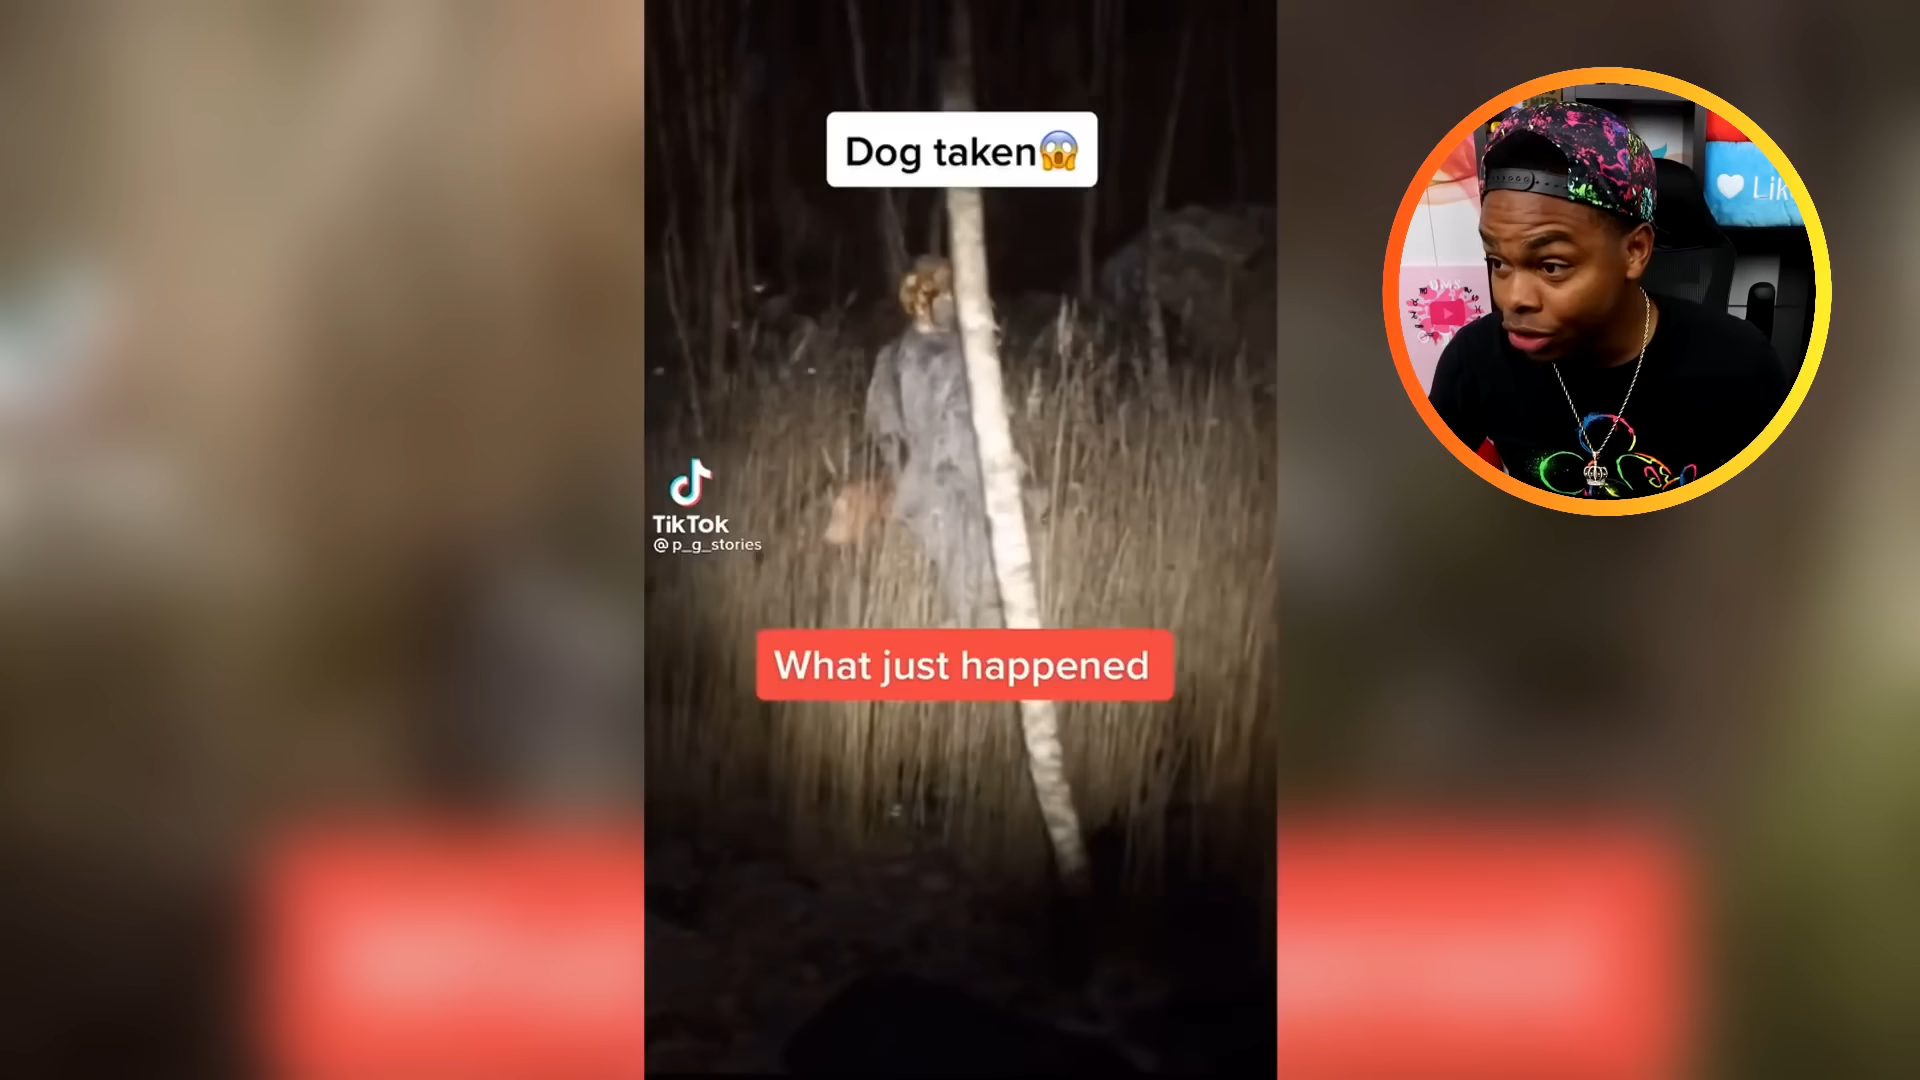 Dog taken😱
TikTok
@p_g_stories
What just happened
Lik